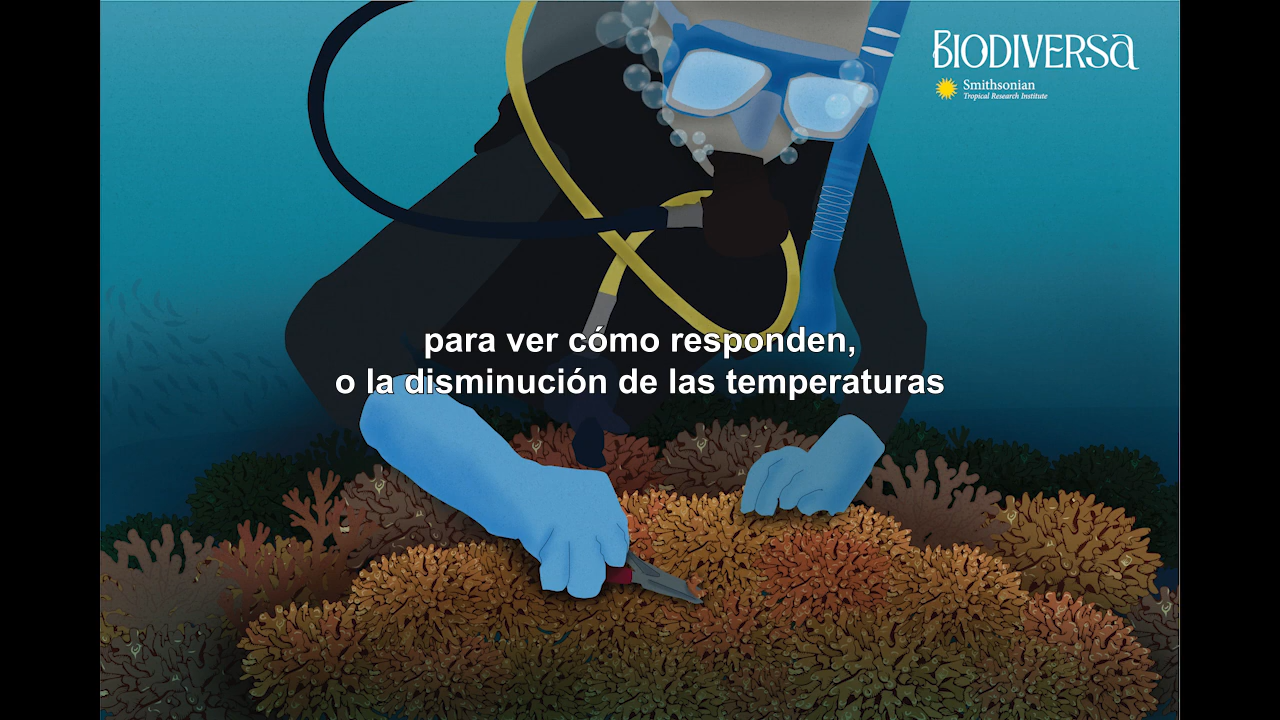 BIODIVERSA
Smithsonian
Tropical Research Institute
para ver cómo responden,
o la disminución de las temperaturas